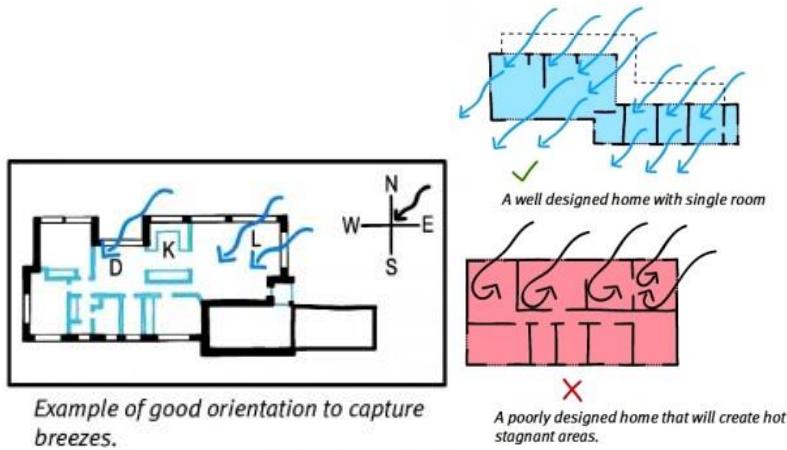 A well designed home with single room
N
W E
S
D K L
Example of good orientation to capture
breezes.
A poorly designed home that will create hot
stagnant areas.